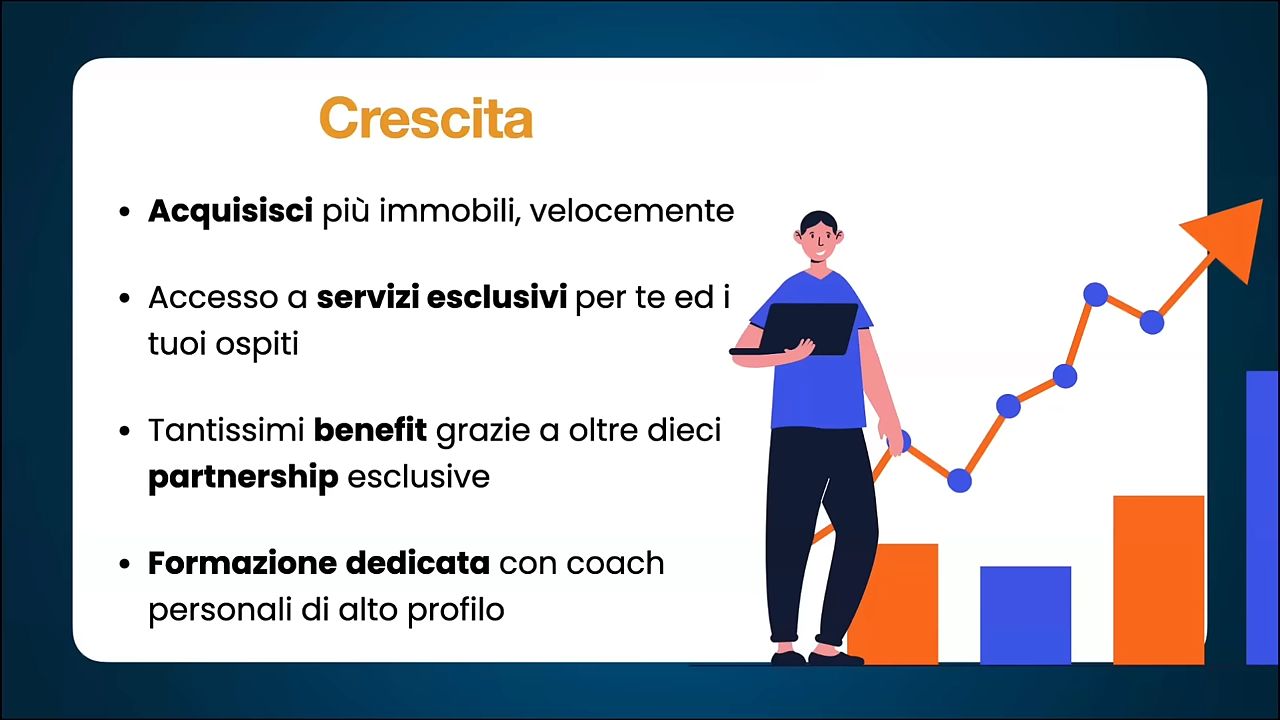 Crescita
• Acquisisci più immobili, velocemente
• Accesso a servizi esclusivi per te ed i
tuoi ospiti
• Tantissimi benefit grazie a oltre dieci
partnership esclusive
• Formazione dedicata con coach
personali di alto profilo